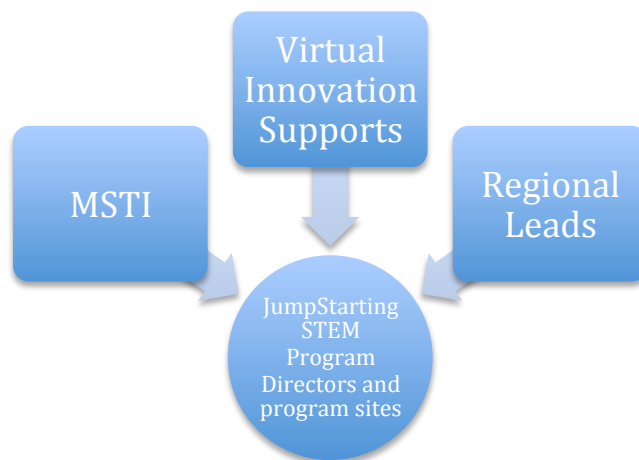 Virtual
Innovation
Supports
MSTI
Regional
Leads
JumpStarting
STEM
Program
Directors and
program sites